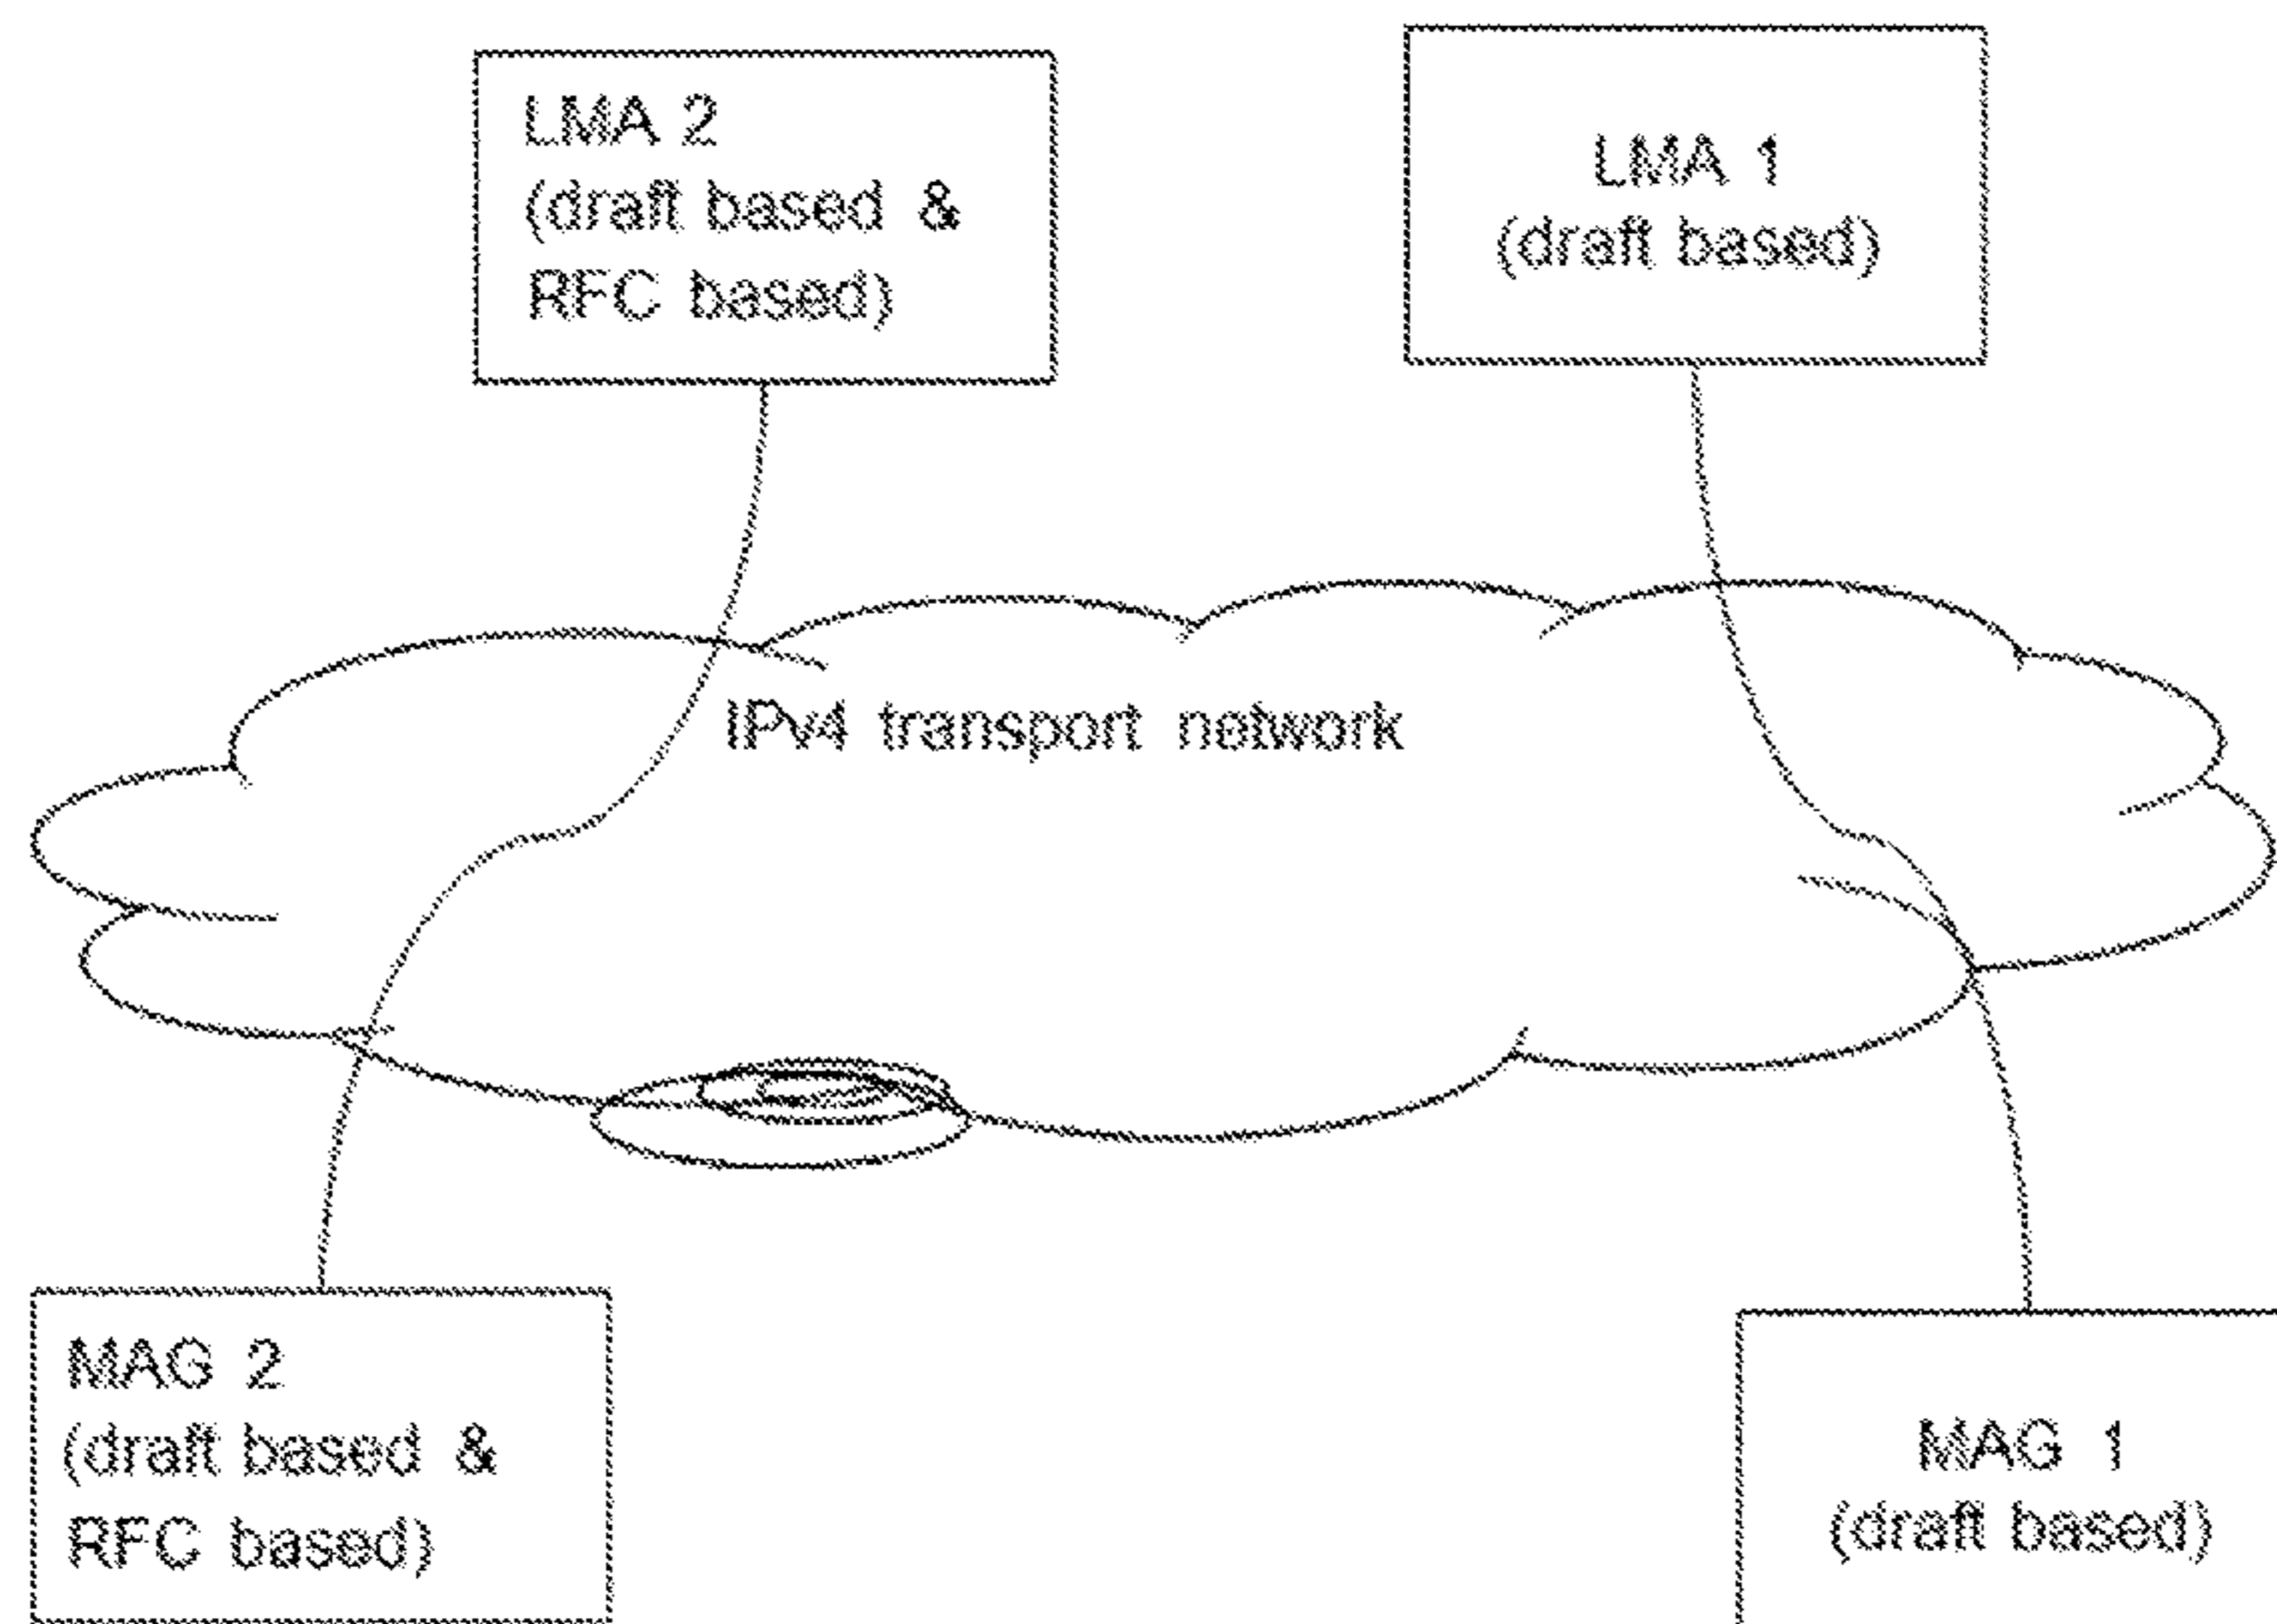 LMA 2
(draft based &
RFC based)
LMA 1
(draft based)
IPv4 transport network
MAG 2
(draft based &
RFC based)
MAG 1
(draft based)